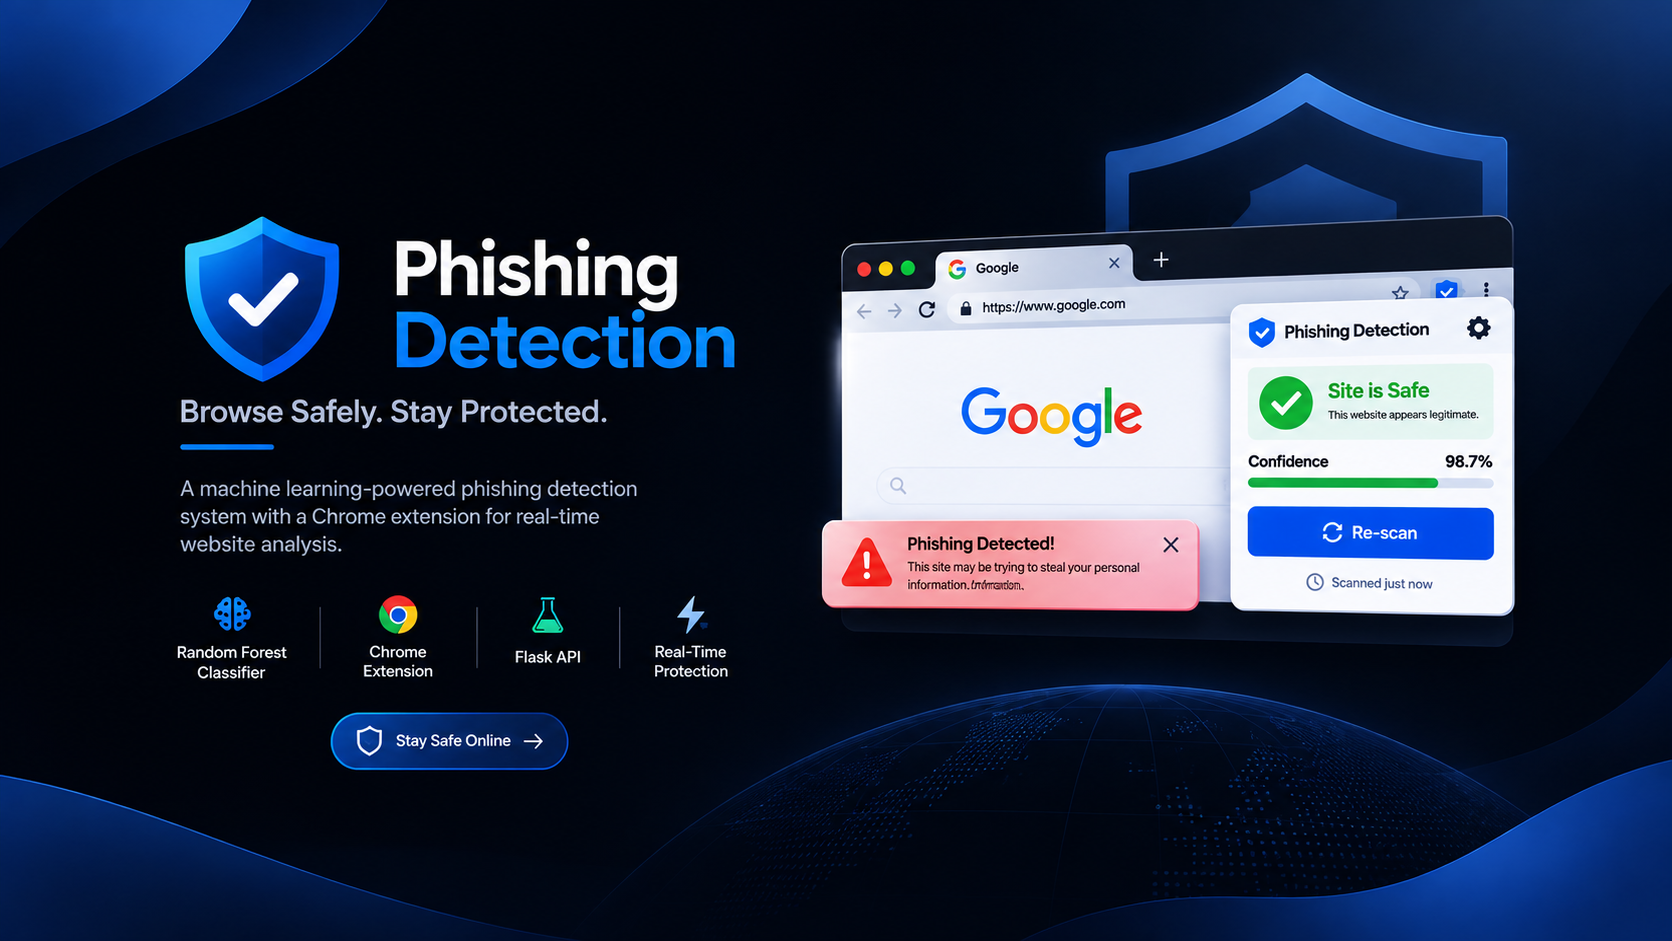 Phishing
Detection
Browse Safely. Stay Protected.
A machine learning-powered phishing detection
system with a Chrome extension for real-time
website analysis.
Random Forest
Classifier
Chrome
Extension
Flask API
Real-Time
Protection
Stay Safe Online
Google
https://www.google.com
Google
Phishing Detected!
This site may be trying to steal your personal
information.
Phishing Detection
Site is Safe
This website appears legitimate.
Confidence
98.7%
Re-scan
Scanned just now